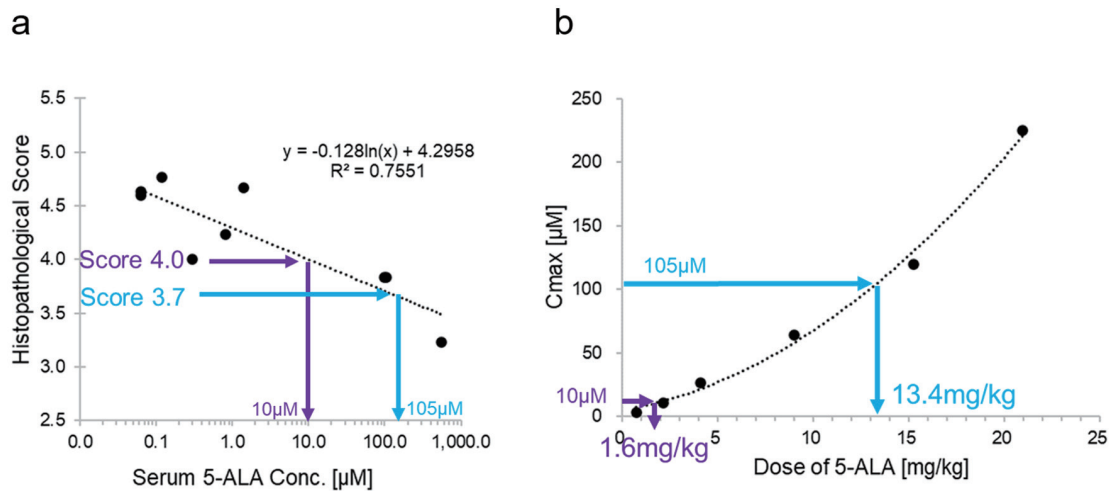 a
5.5
5.0
4.5
4.0
3.5
3.0
2.5
Histopathological Score
y = -0.128ln(x) + 4.2958
R² = 0.7551
Score 4.0
Score 3.7
10μM
105μM
0.0
0.1
1.0
10.0
100.0
1,000.0
Serum 5-ALA Conc. [μM]
b
250
200
150
100
50
0
Cmax [μM]
105μM
10μM
13.4mg/kg
1.6mg/kg
0
5
10
15
20
25
Dose of 5-ALA [mg/kg]